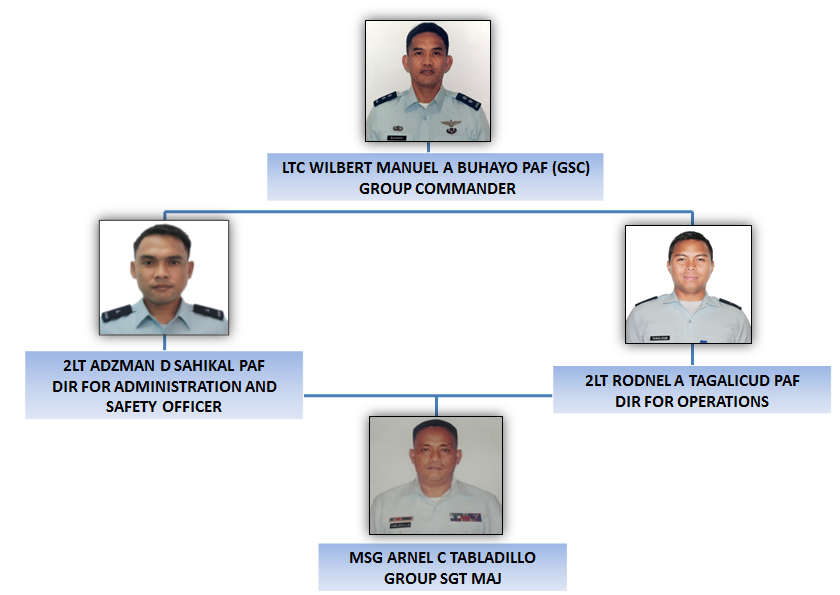 LTC WILBERT MANUEL A BUHAYO PAF (GSC)
GROUP COMMANDER
2LT ADZMAN D SAHIKAL PAF
DIR FOR ADMINISTRATION AND
SAFETY OFFICER
2LT RODNEL A TAGALICUD PAF
DIR FOR OPERATIONS
MSG ARNEL C TABLADILLO
GROUP SGT MAJ